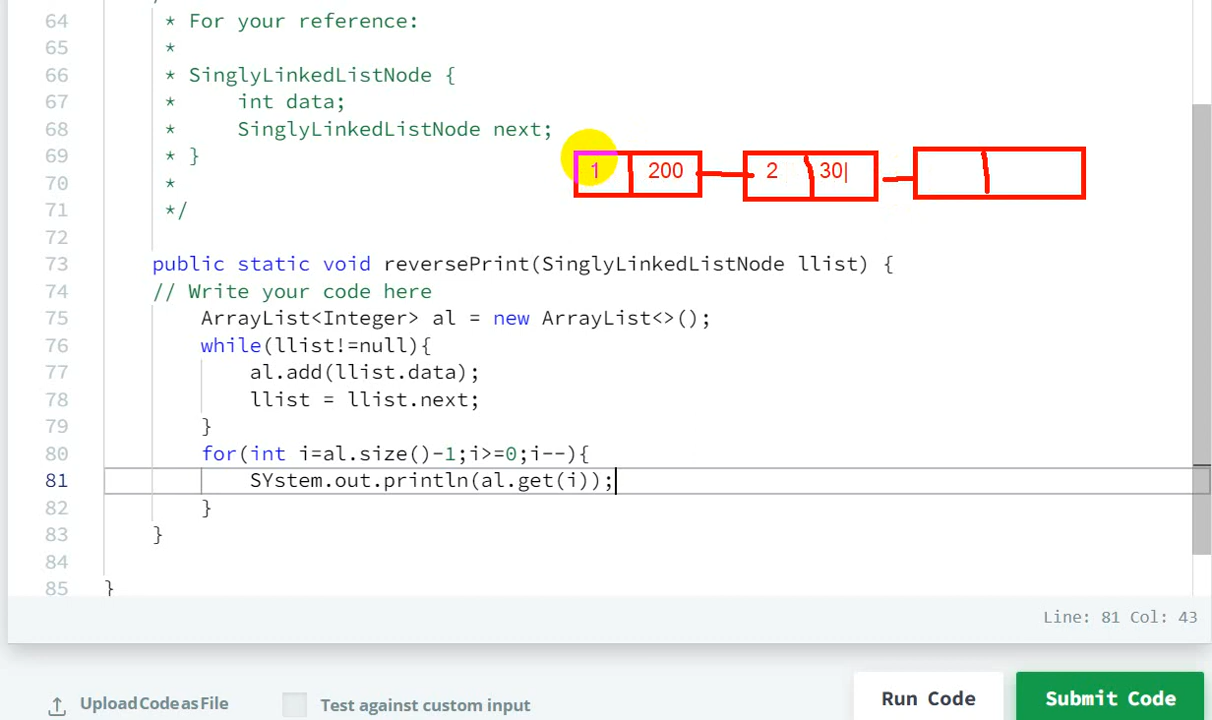 64 * For your reference:
65 *
66 * SinglyLinkedListNode {
67 * int data;
68 * SinglyLinkedListNode next;
69 * }
1 200 2 30
70 *
71 */
72
73 public static void reversePrint(SinglyLinkedListNode llist) {
74 // Write your code here
75 ArrayList<Integer> al = new ArrayList<>();
76 while(llist!=null){
77 al.add(llist.data);
78 llist = llist.next;
79 }
80 for(int i=al.size()-1;i>=0;i--){
81 SYstem.out.println(al.get(i));
82 }
83 }
84
85 }
Line: 81 Col: 43
Upload Code as File Test against custom input Run Code Submit Code